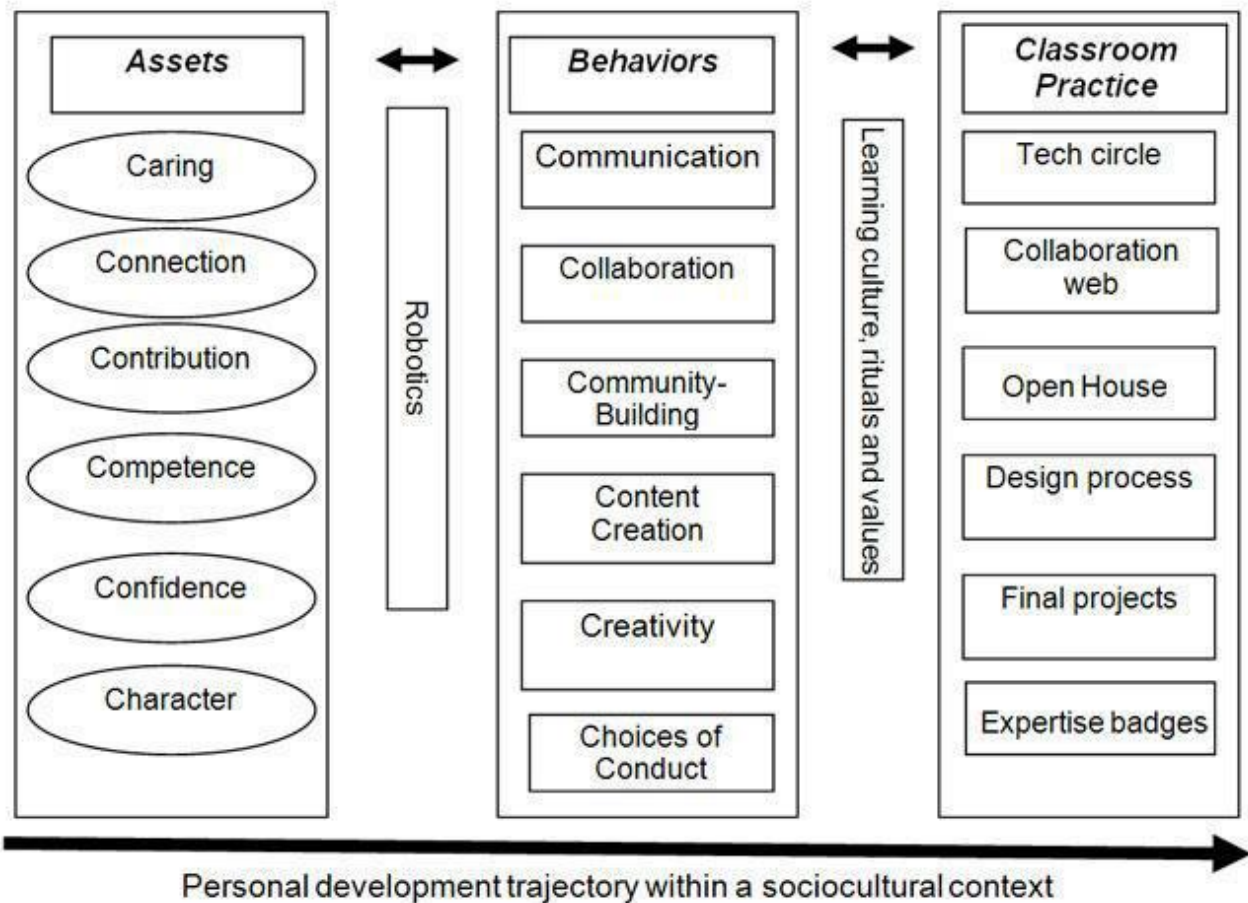 Assets
Caring
Connection
Contribution
Competence
Confidence
Character
Robotics
Behaviors
Communication
Collaboration
Community-
Building
Content
Creation
Creativity
Choices of
Conduct
Learning culture, rituals and values
Classroom
Practice
Tech circle
Collaboration
web
Open House
Design process
Final projects
Expertise badges
Personal development trajectory within a sociocultural context